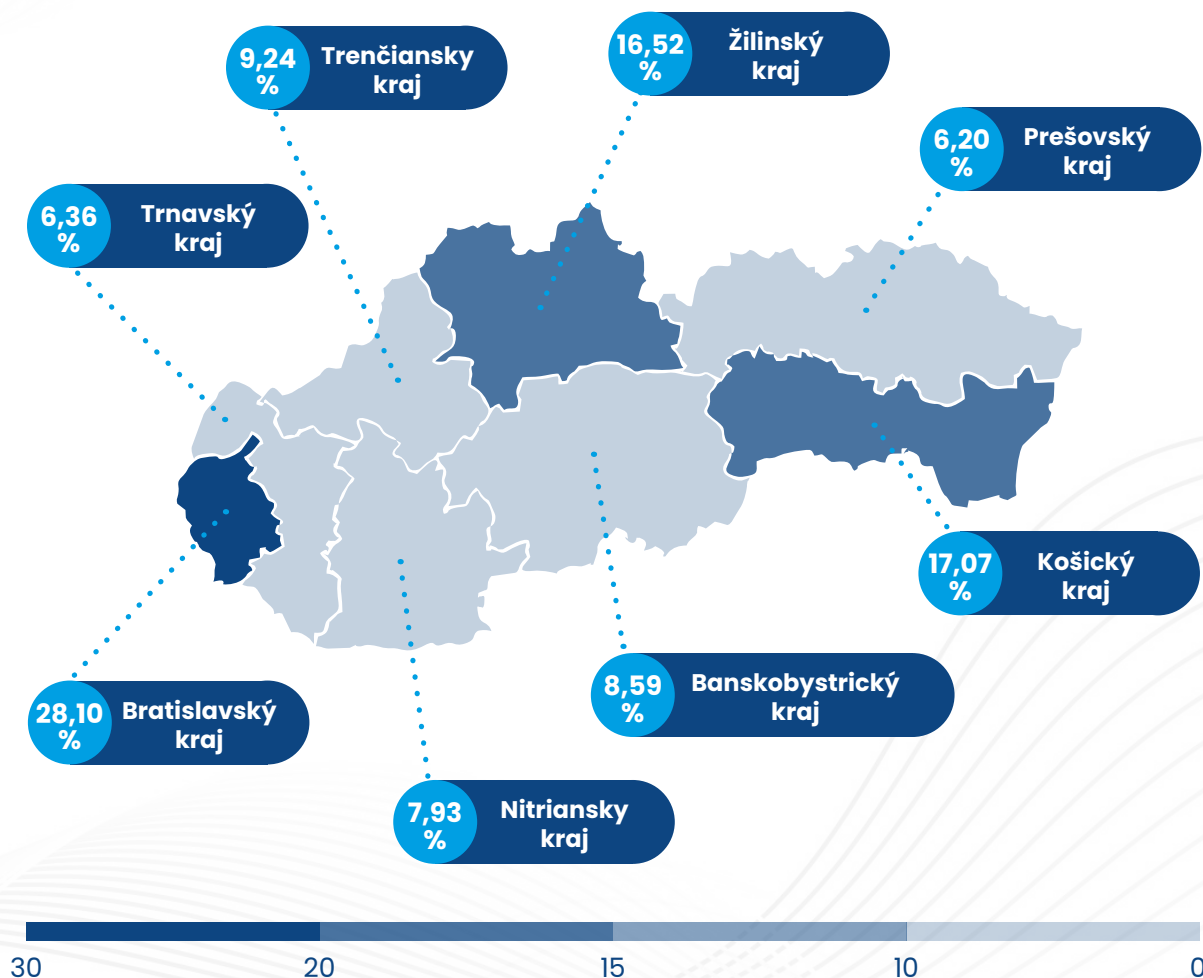 9,24
%
Trenčiansky
kraj
16,52
%
Žilinský
kraj
6,20
%
Prešovský
kraj
6,36
%
Trnavský
kraj
17,07
%
Košický
kraj
28,10
%
Bratislavský
kraj
8,59
%
Banskobystrický
kraj
7,93
%
Nitriansky
kraj
30 20 15 10 0